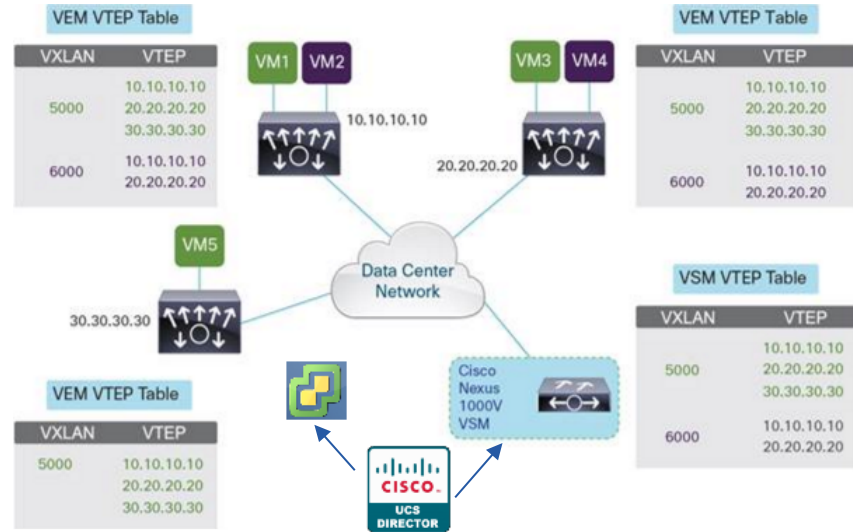 VEM VTEP Table
VXLAN VTEP
5000
10.10.10.10
20.20.20.20
30.30.30.30
6000
10.10.10.10
20.20.20.20
VM1
VM2
10.10.10.10
VM3
VM4
20.20.20.20
VEM VTEP Table
VXLAN VTEP
5000
10.10.10.10
20.20.20.20
30.30.30.30
6000
10.10.10.10
20.20.20.20
VM5
30.30.30.30
Data Center
Network
VEM VTEP Table
VXLAN VTEP
5000
10.10.10.10
20.20.20.20
30.30.30.30
Cisco
Nexus
1000V
VSM
CISCO
UCS
DIRECTOR
VSM VTEP Table
VXLAN VTEP
5000
10.10.10.10
20.20.20.20
30.30.30.30
6000
10.10.10.10
20.20.20.20